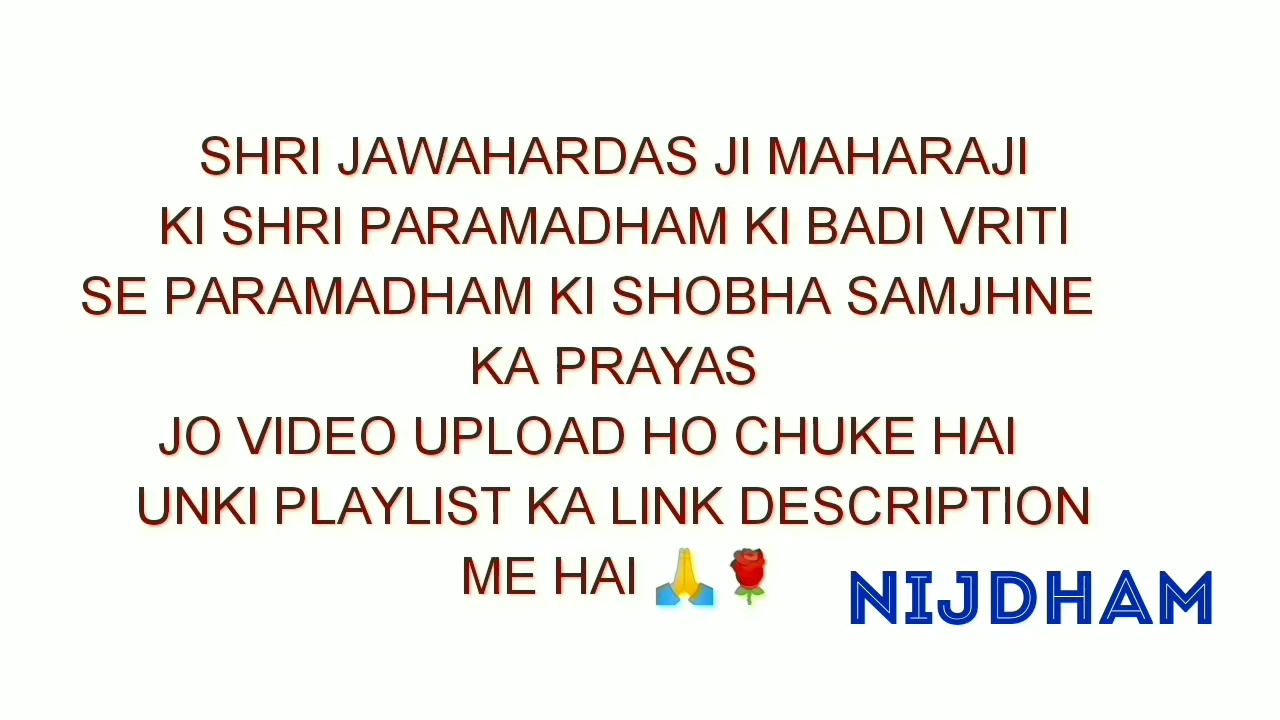 SHRI JAWAHARDAS JI MAHARAJI
KI SHRI PARAMADHAM KI BADI VRITI
SE PARAMADHAM KI SHOBHA SAMJHNE
KA PRAYAS
JO VIDEO UPLOAD HO CHUKE HAI
UNKI PLAYLIST KA LINK DESCRIPTION
ME HAI 🙏🌹
NIJDHAM